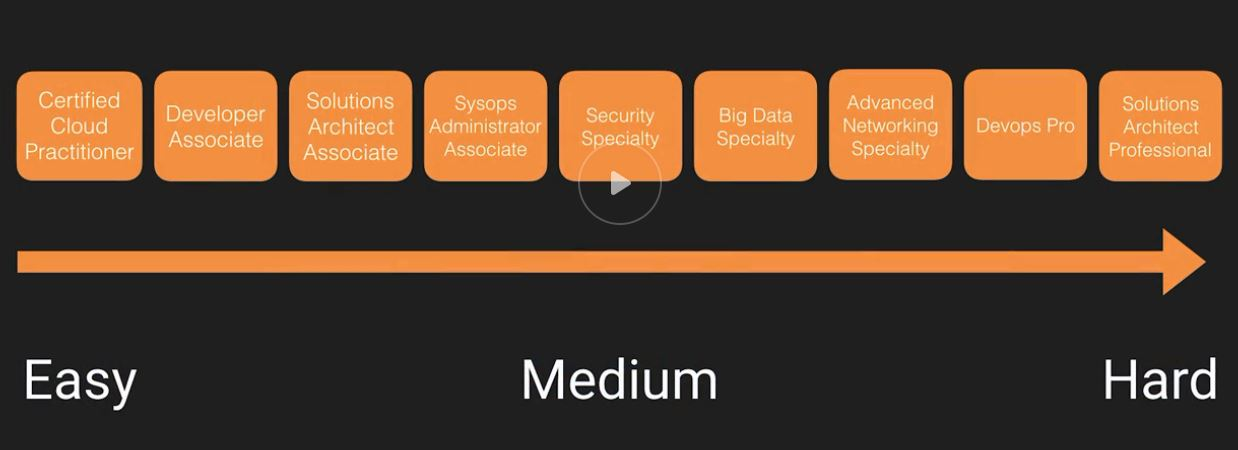 Certified
Cloud
Practitioner
Developer
Associate
Solutions
Architect
Associate
Sysops
Administrator
Associate
Security
Specialty
Big Data
Specialty
Advanced
Networking
Specialty
Devops Pro
Solutions
Architect
Professional
Easy
Medium
Hard